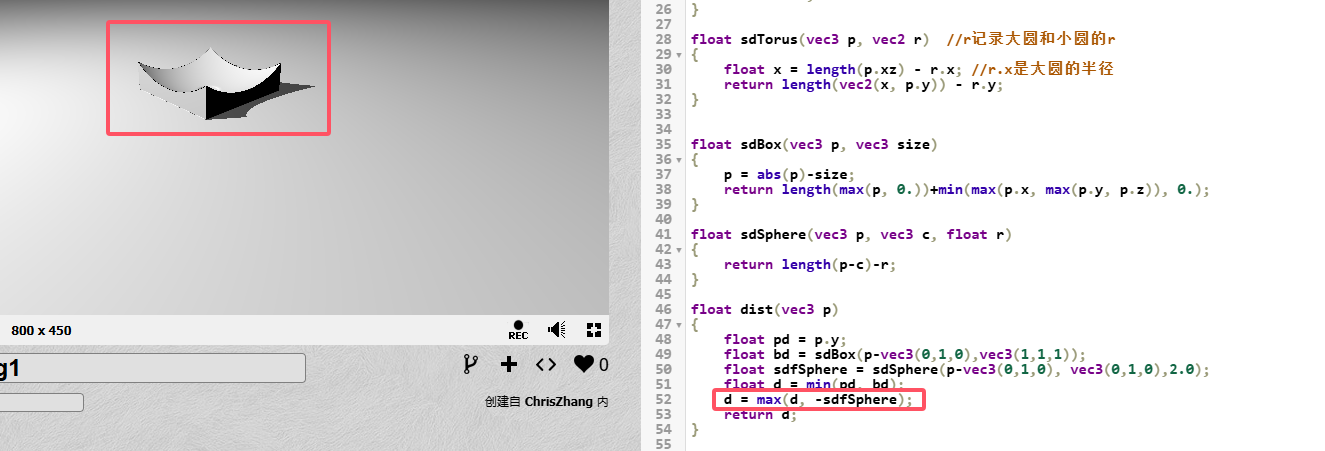 800 x 450
REC
g1
0
创建自 ChrisZhang 内
26 }
27
28 float sdTorus(vec3 p, vec2 r)  //r记录大圆和小圆的r
29 {
30     float x = length(p.xz) - r.x; //r.x是大圆的半径
31     return length(vec2(x, p.y)) - r.y;
32 }
33
34
35 float sdBox(vec3 p, vec3 size)
36 {
37     p = abs(p)-size;
38     return length(max(p, 0.))+min(max(p.x, max(p.y, p.z)), 0.);
39 }
40
41 float sdSphere(vec3 p, vec3 c, float r)
42 {
43     return length(p-c)-r;
44 }
45
46 float dist(vec3 p)
47 {
48     float pd = p.y;
49     float bd = sdBox(p-vec3(0,1,0),vec3(1,1,1));
50     float sdfSphere = sdSphere(p-vec3(0,1,0), vec3(0,1,0),2.0);
51     float d = min(pd, bd);
52     d = max(d, -sdfSphere);
53     return d;
54 }
55